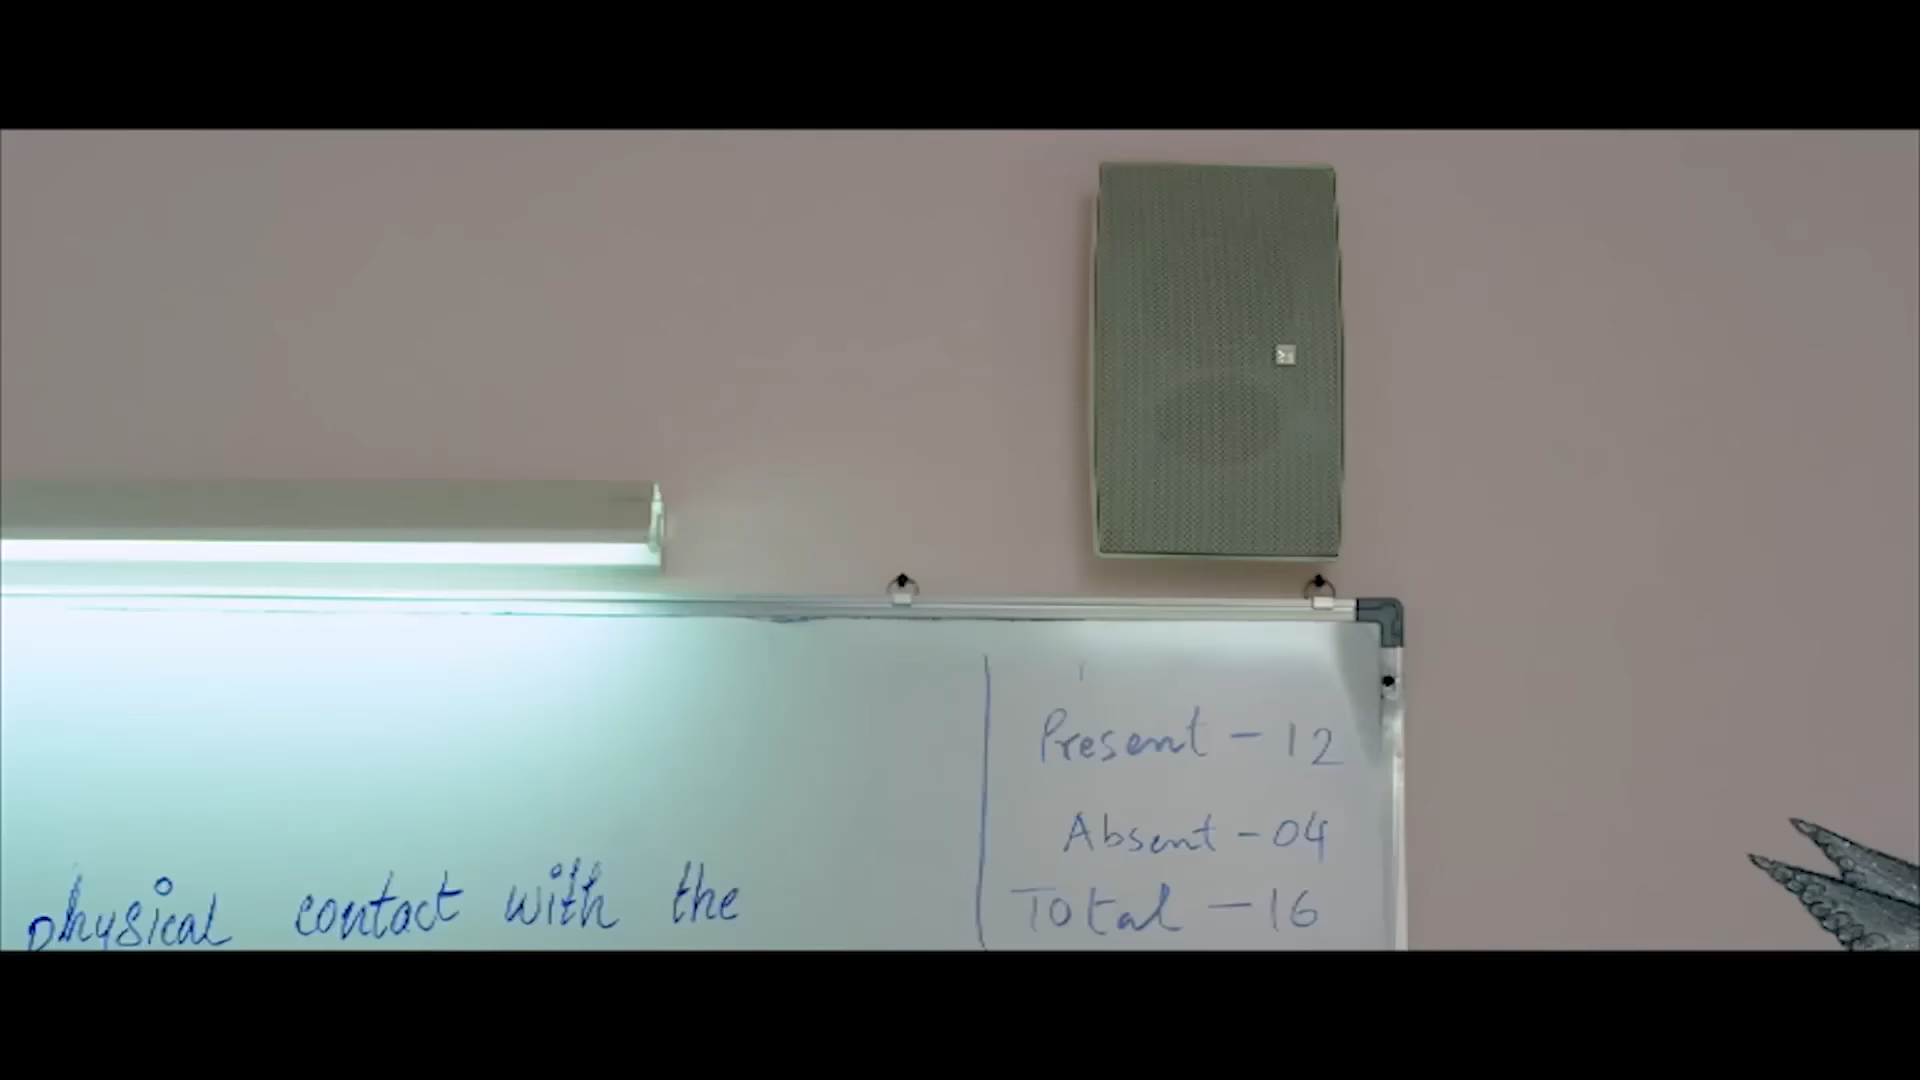 physical contact with the
Present - 12
Absent - 04
Total - 16